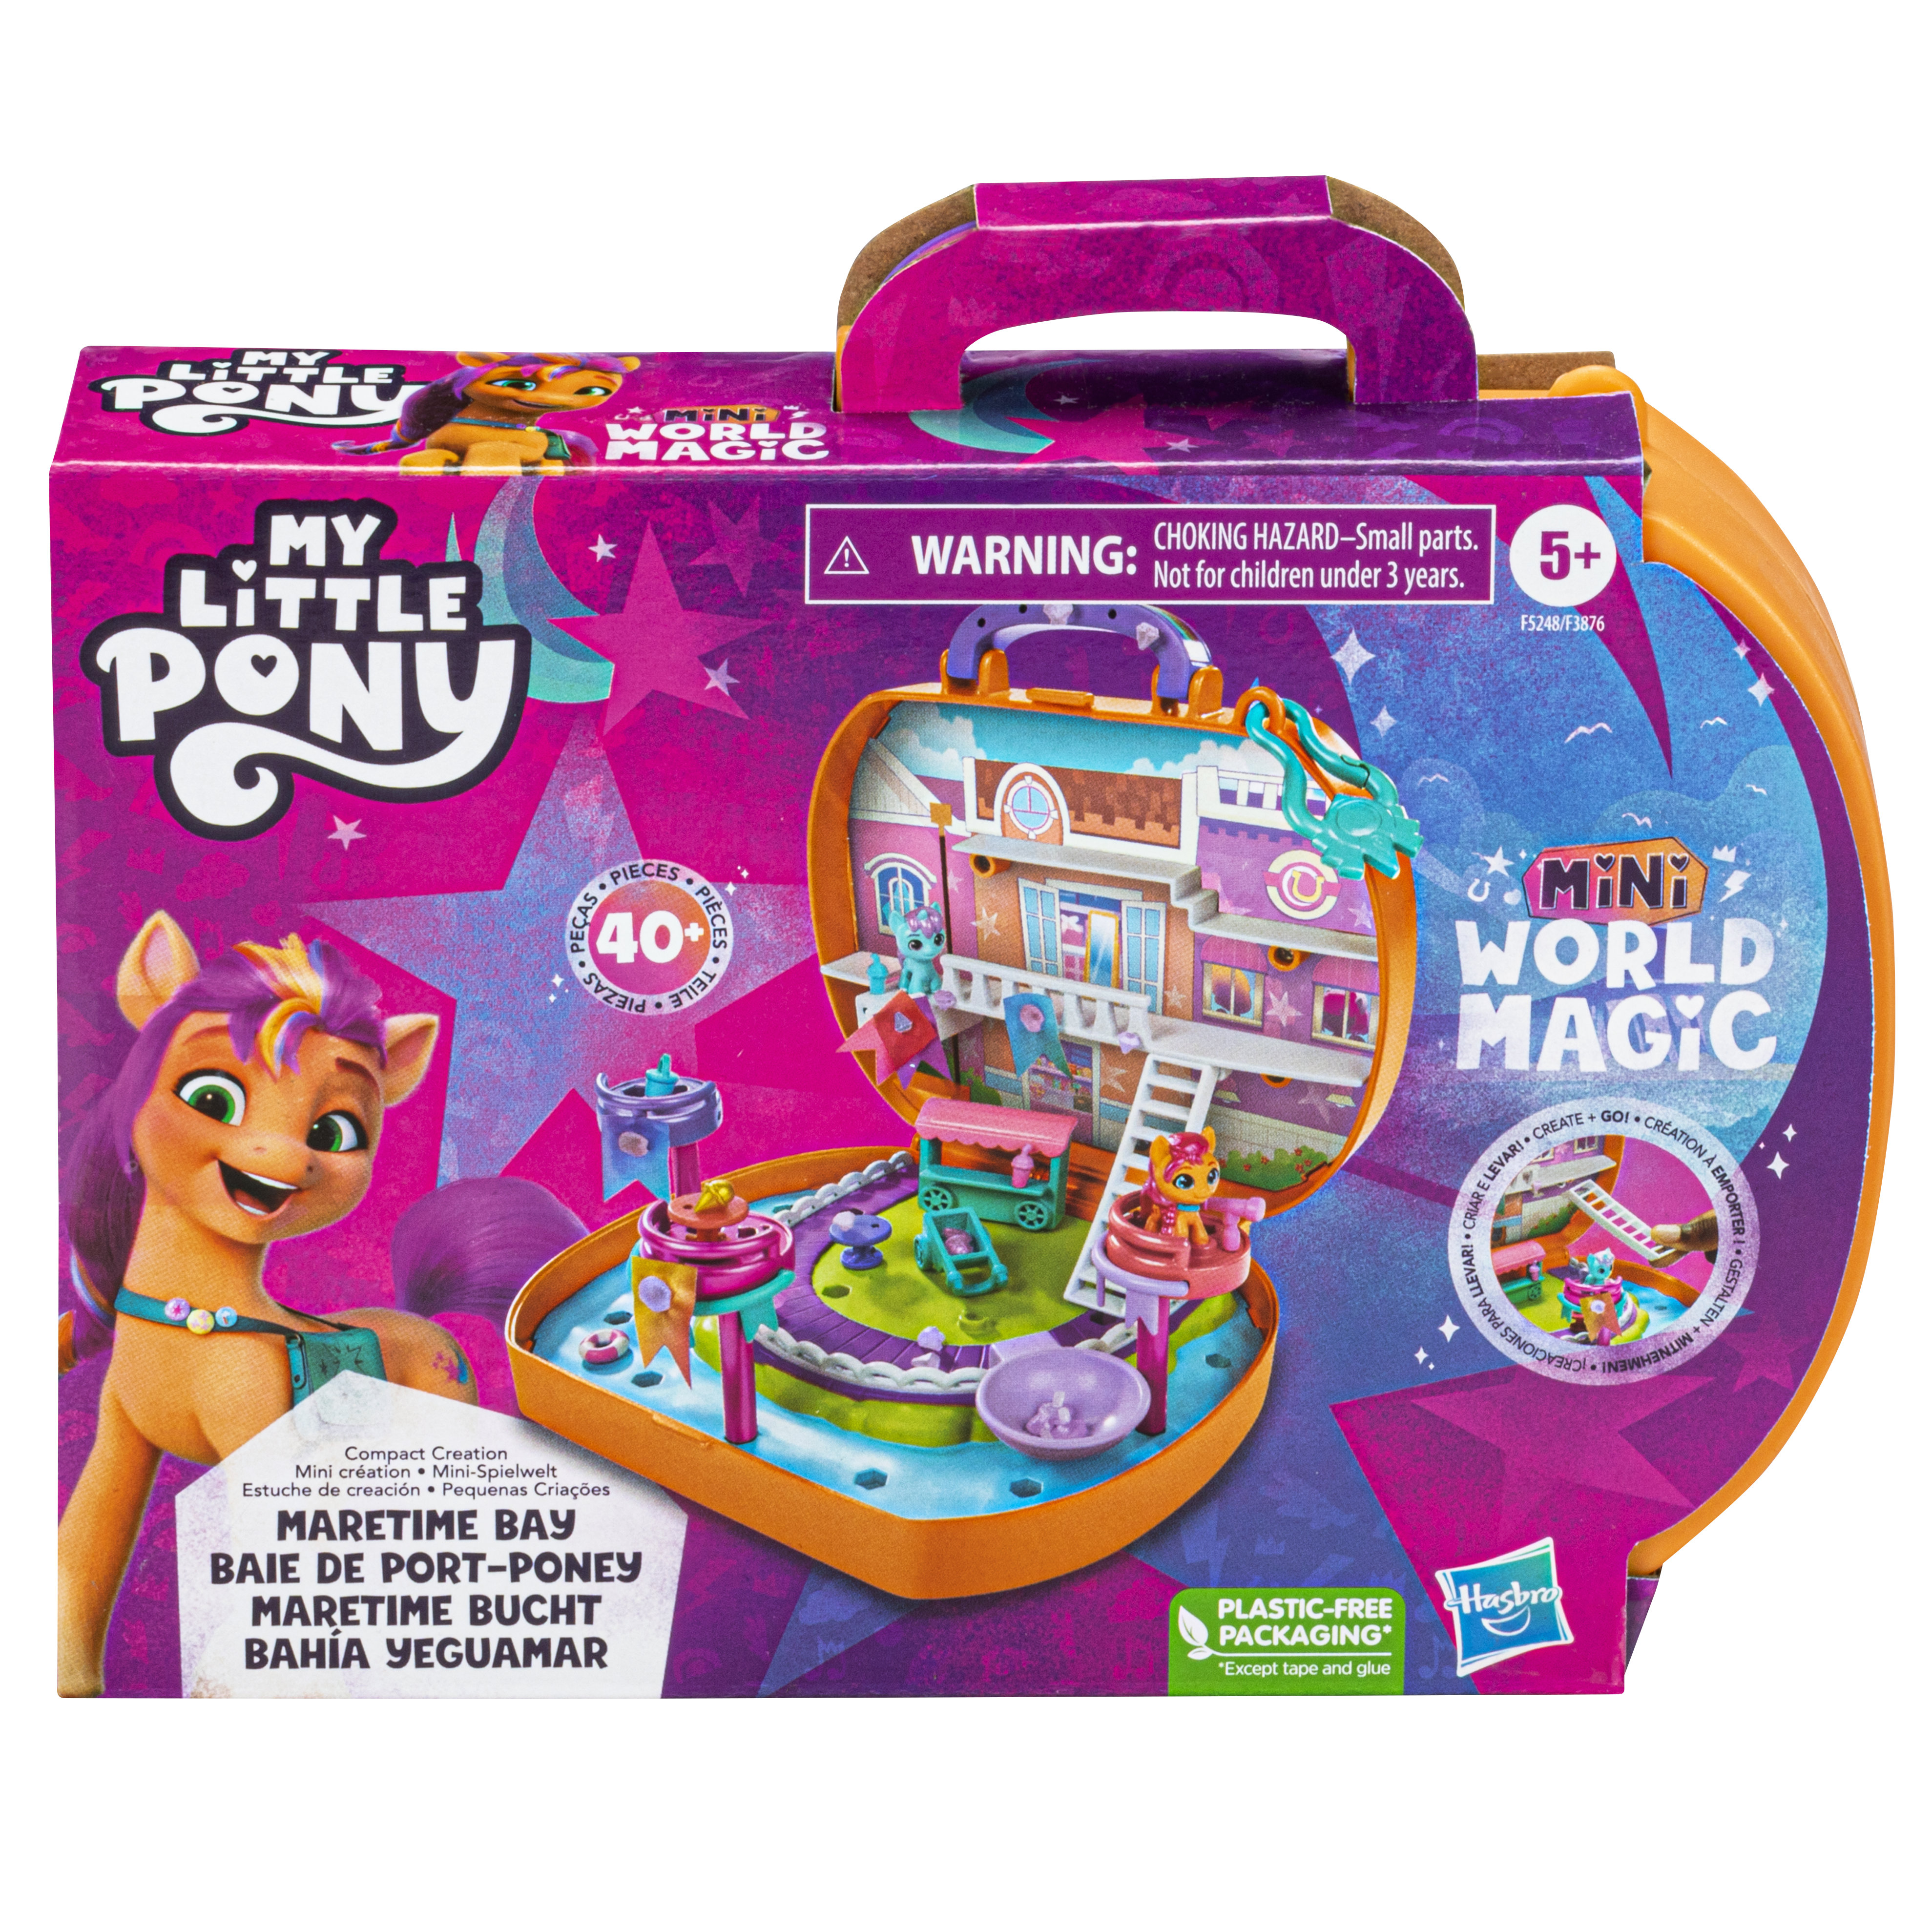 MY
LiTTLE
PONY
MiNi
WORLD
MAGiC
MY
LiTTLE
PONY
WARNING:
CHOKING HAZARD–Small parts.
Not for children under 3 years.
5+
F5248/F3876
PIECES • PIÈCES • TEILE • PIEZAS • PEÇAS •
40+
MiNi
WORLD
MAGiC
CREATE + GO! • CRÉATION À EMPORTER ! • GESTALTEN + MITNEHMEN! • ¡CREACIONES PARA LLEVAR! • CRIAR E LEVAR! •
Compact Creation
Mini création • Mini-Spielwelt
Estuche de creación • Pequenas Criações
MARETIME BAY
BAIE DE PORT-PONEY
MARETIME BUCHT
BAHÍA YEGUAMAR
PLASTIC-FREE
PACKAGING*
*Except tape and glue
Hasbro